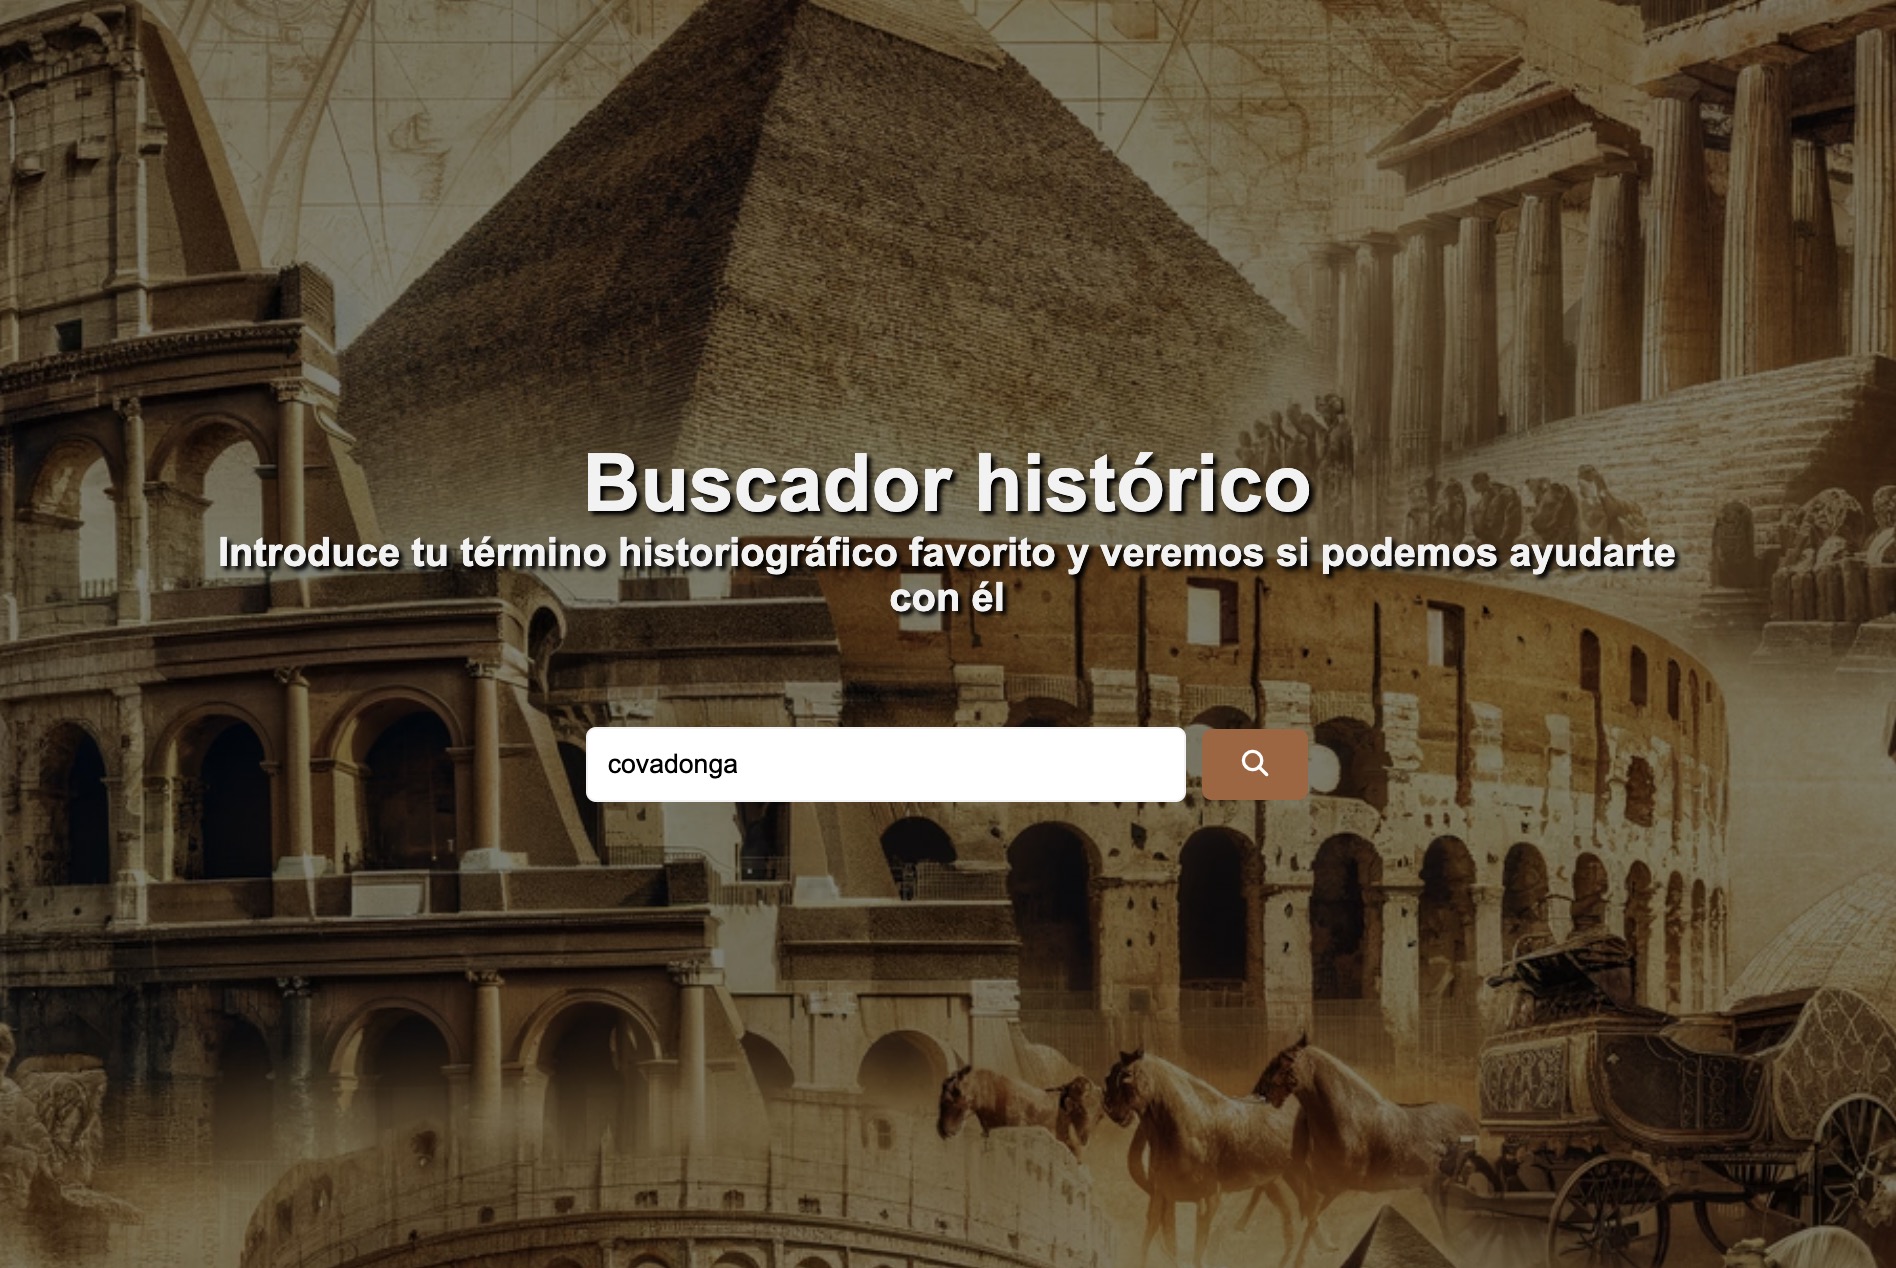 Buscador histórico
Introduce tu término historiográfico favorito y veremos si podemos ayudarte
con él
covadonga